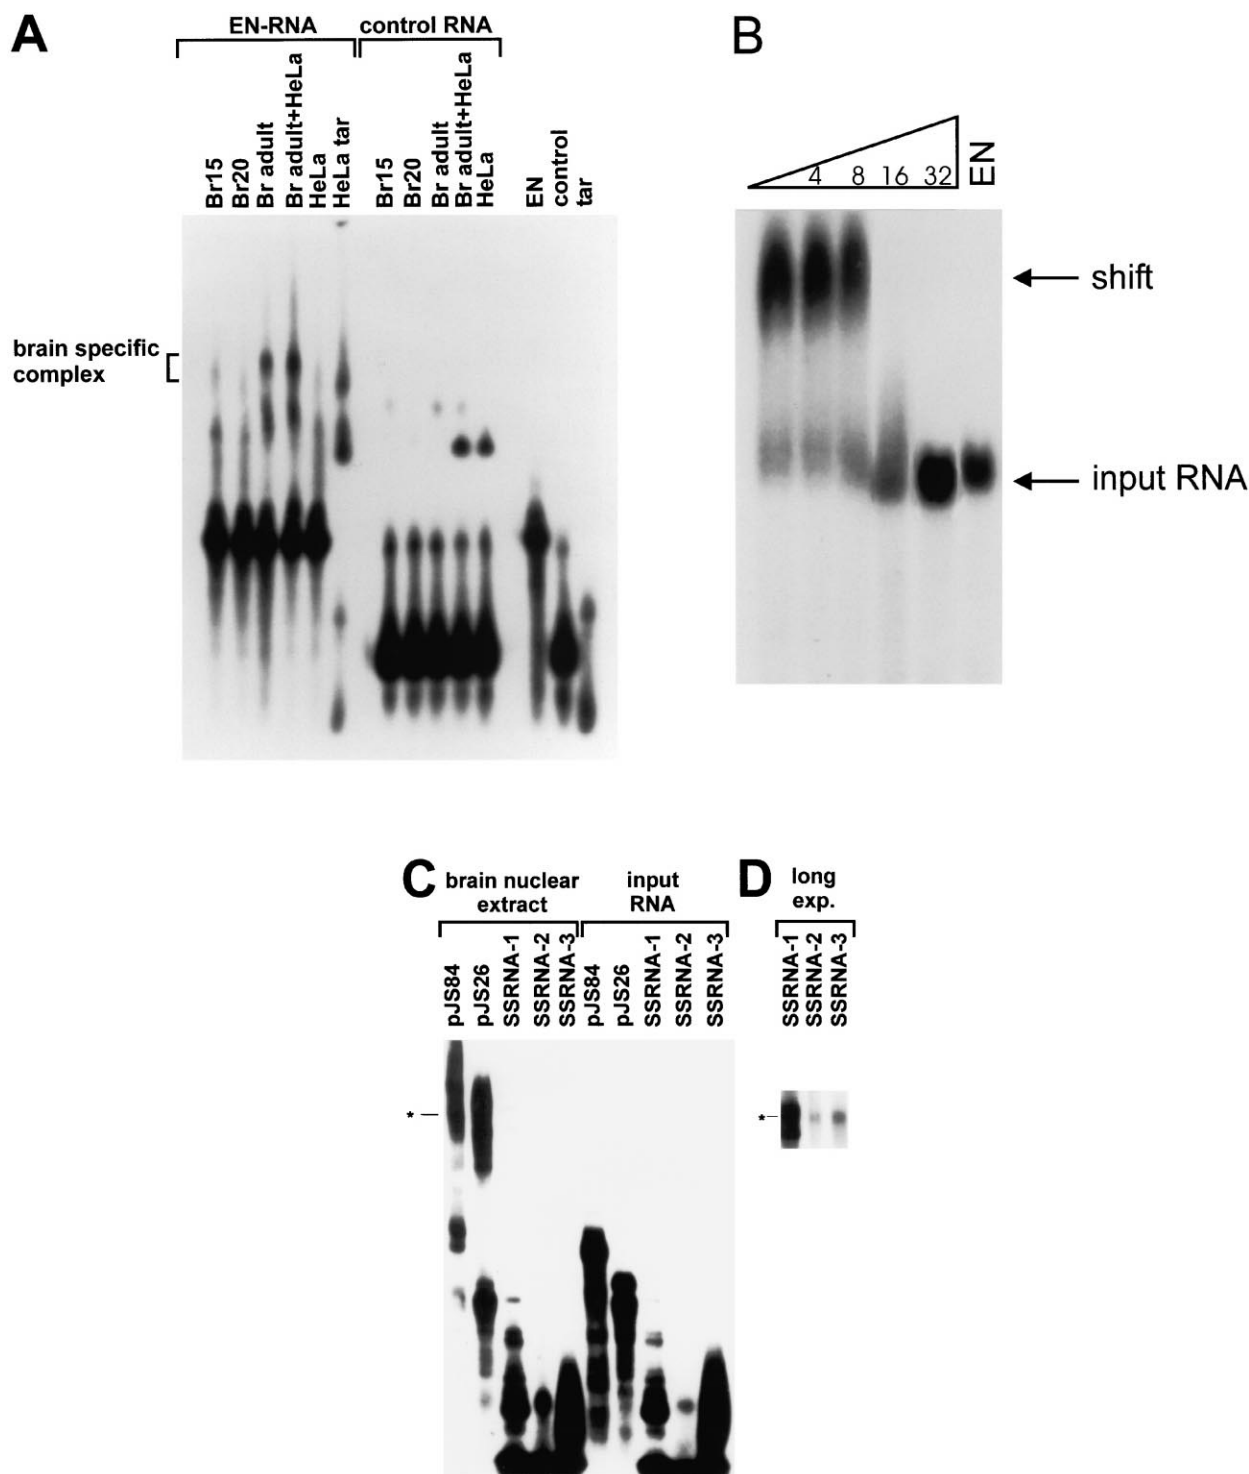 A
EN-RNA
control RNA
Br15
Br20
Br adult
Br adult+HeLa
HeLa
HeLa tar
Br15
Br20
Br adult
Br adult+HeLa
HeLa
EN
control
tar
brain specific
complex
B
4 8 16 32
EN
shift
input RNA
C
brain nuclear
extract
input
RNA
pJS84
pJS26
SSRNA-1
SSRNA-2
SSRNA-3
pJS84
pJS26
SSRNA-1
SSRNA-2
SSRNA-3
*
D
long
exp.
SSRNA-1
SSRNA-2
SSRNA-3
*